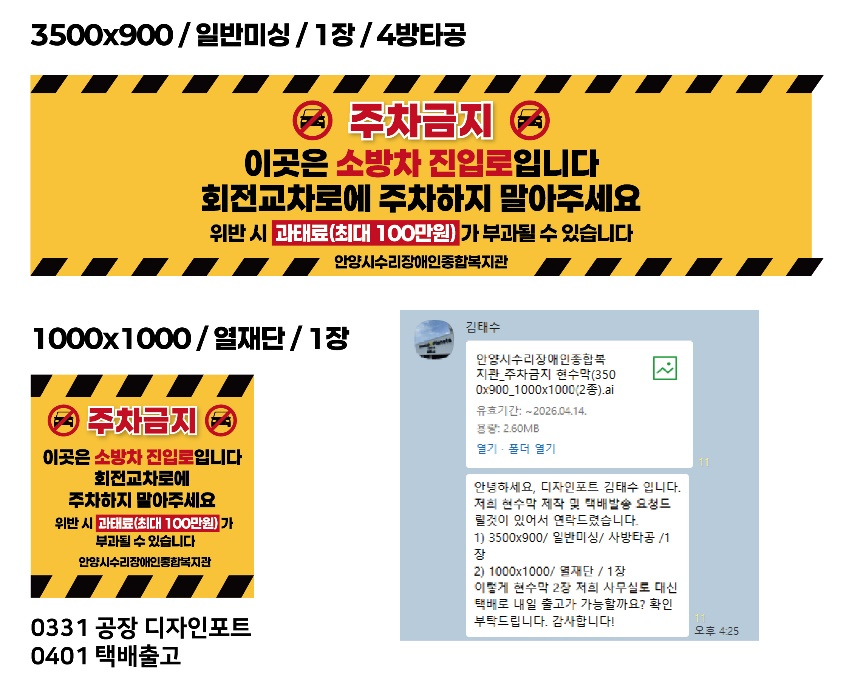 3500x900 / 일반미싱 / 1장 / 4방타공
주차금지
이곳은 소방차 진입로입니다
회전교차로에 주차하지 말아주세요
위반 시 과태료(최대 100만원)가 부과될 수 있습니다
안양시수리장애인종합복지관
1000x1000 / 열재단 / 1장
주차금지
이곳은 소방차 진입로입니다
회전교차로에
주차하지 말아주세요
위반 시 과태료(최대 100만원)가
부과될 수 있습니다
안양시수리장애인종합복지관
0331 공장 디자인포트
0401 택배출고
김태수
안양시수리장애인종합복
지관_주차금지 현수막(350
0x900_1000x1000(2종).ai
유효기간: ~2026.04.14.
용량: 2.60MB
열기 · 폴더 열기
11
안녕하세요, 디자인포트 김태수 입니다.
저희 현수막 제작 및 택배발송 요청드
릴것이 있어서 연락드렸습니다.
1) 3500x900/ 일반미싱/ 사방타공 /1
장
2) 1000x1000/ 열재단 / 1장
이렇게 현수막 2장 저희 사무실로 대신
택배로 내일 출고가 가능할까요? 확인
부탁드립니다. 감사합니다!
11
오후 4:25